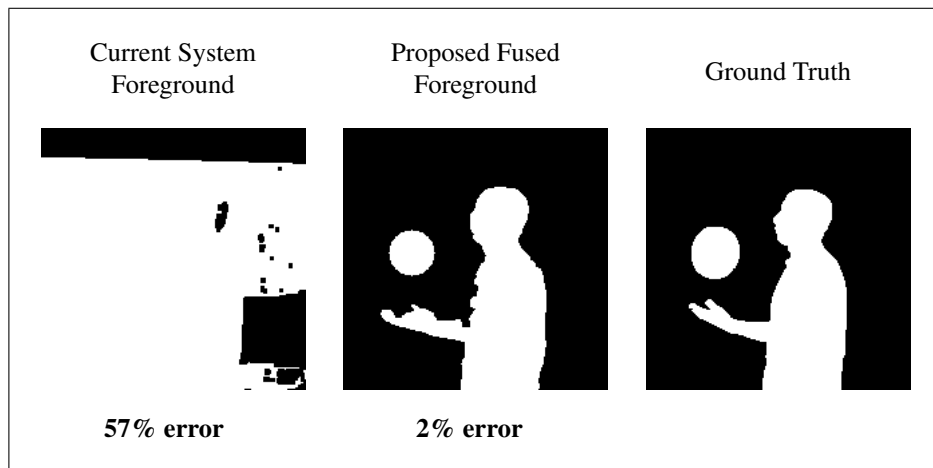 Current System
Foreground
Proposed Fused
Foreground
Ground Truth
57% error
2% error